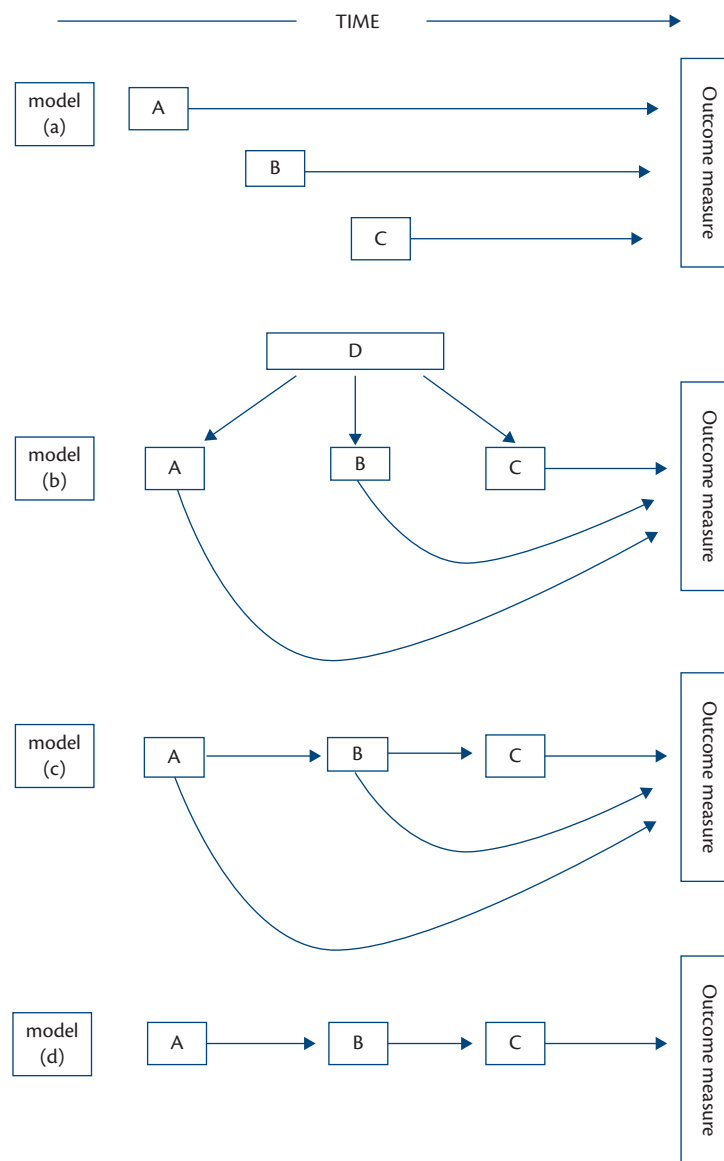 TIME
model
(a)
A
B
C
Outcome measure
D
model
(b)
A
B
C
Outcome measure
model
(c)
A
B
C
Outcome measure
model
(d)
A
B
C
Outcome measure